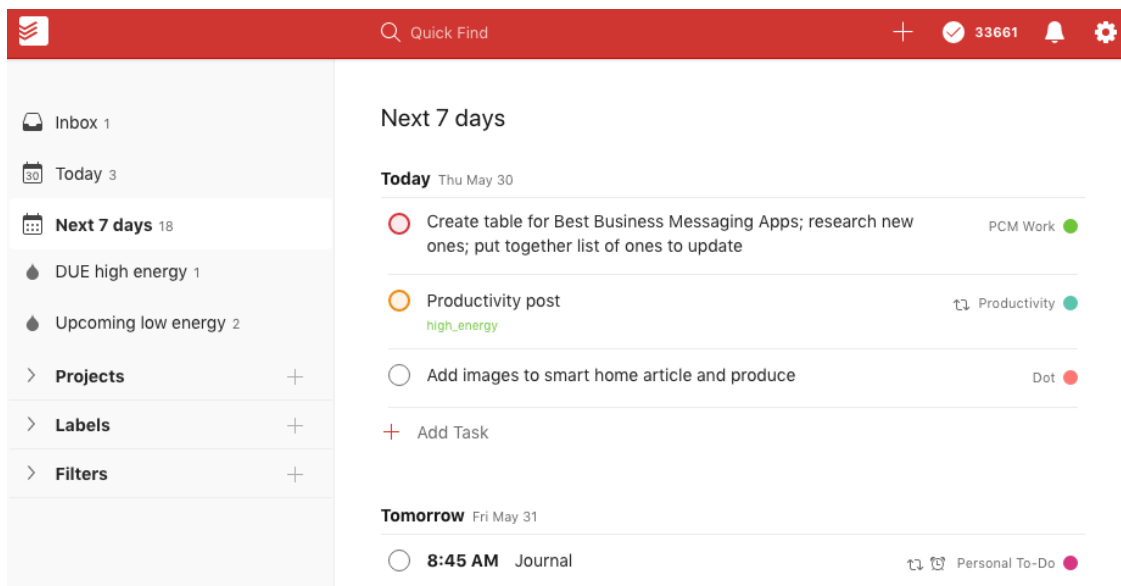 Quick Find
33661
Inbox 1
30 Today 3
Next 7 days 18
DUE high energy 1
Upcoming low energy 2
Projects
Labels
Filters
Next 7 days
Today Thu May 30
Create table for Best Business Messaging Apps; research new
ones; put together list of ones to update
PCM Work
Productivity post
high_energy
Productivity
Add images to smart home article and produce
Dot
Add Task
Tomorrow Fri May 31
8:45 AM Journal
Personal To-Do